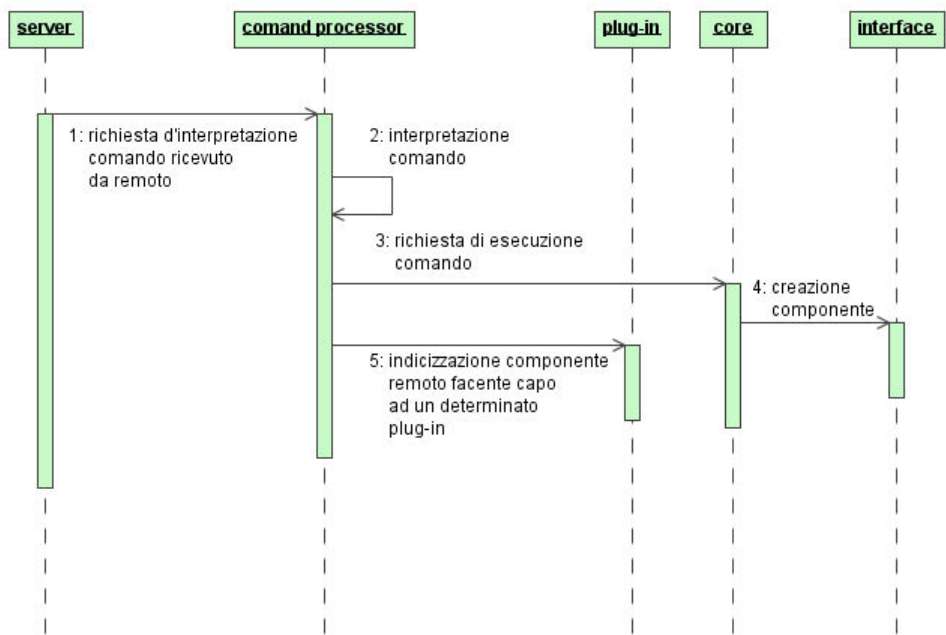 server
comand processor
plug-in
core
interface
1: richiesta d'interpretazione
comando ricevuto
da remoto
2: interpretazione
comando
3: richiesta di esecuzione
comando
4: creazione
componente
5: indicizzazione componente
remoto facente capo
ad un determinato
plug-in